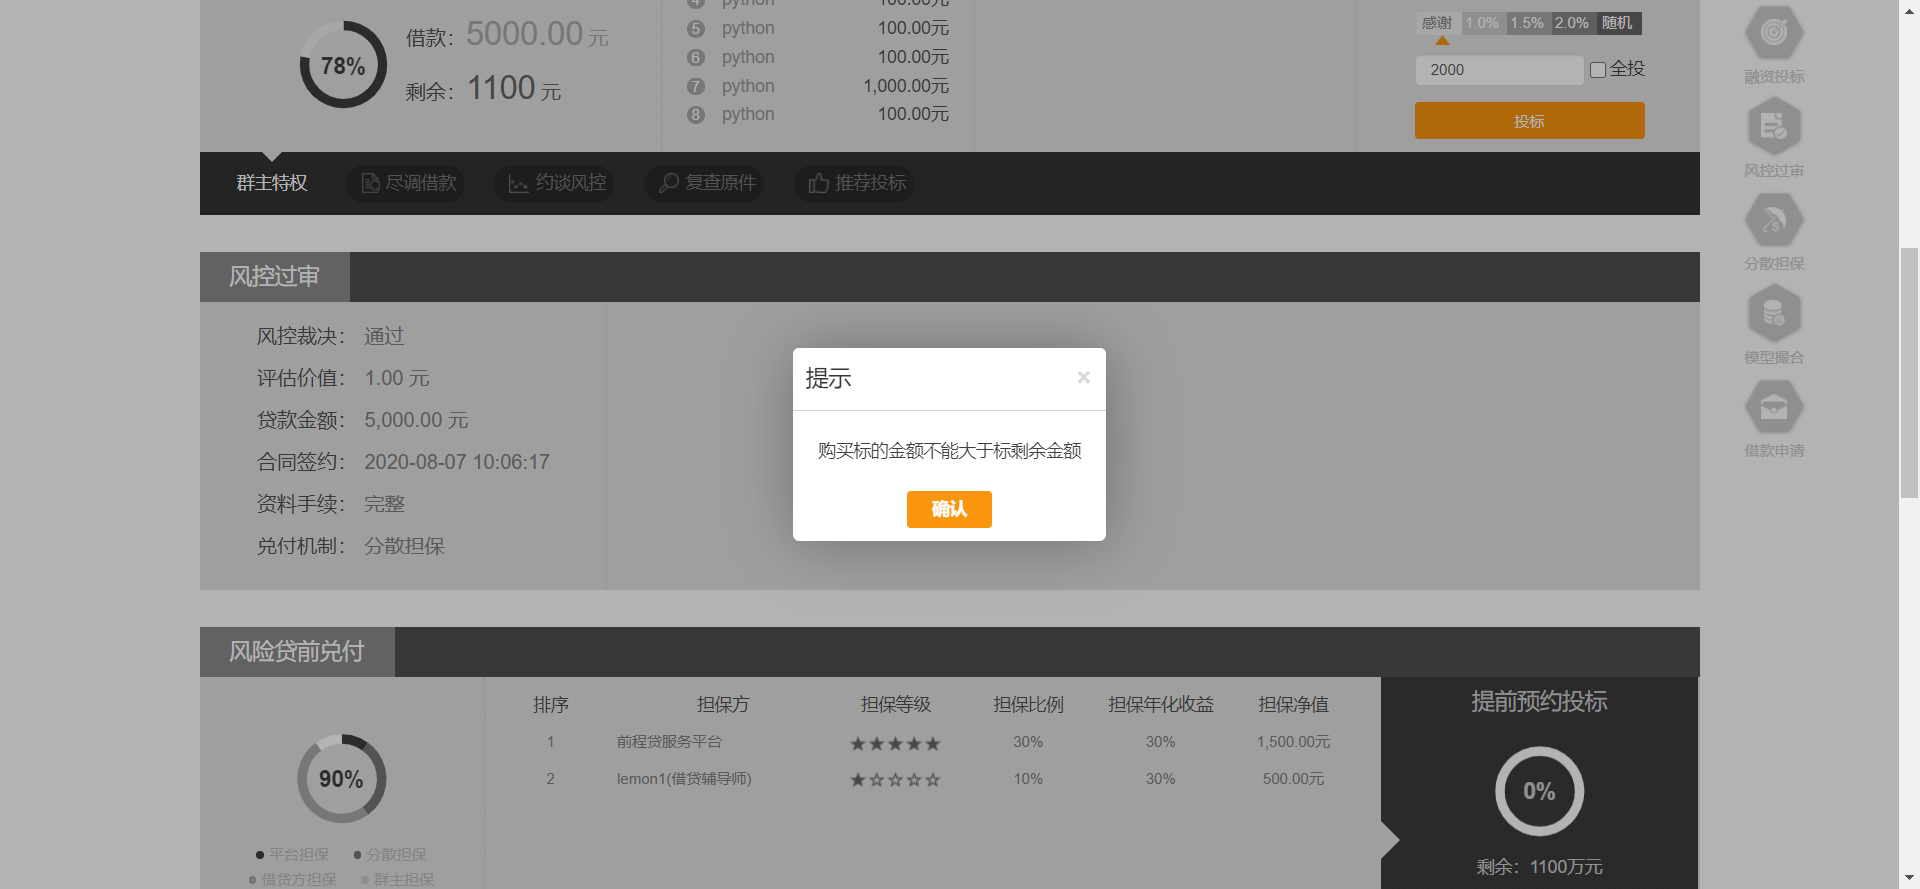 4 python 100.00元
5 python 100.00元
6 python 100.00元
7 python 1,000.00元
8 python 100.00元
78%
借款： 5000.00 元
剩余： 1100 元
感谢 1.0% 1.5% 2.0% 随机
2000 全投
投标
群主特权 尽调借款 约谈风控 复查原件 推荐投标
风控过审
风控裁决： 通过
评估价值： 1.00 元
贷款金额： 5,000.00 元
合同签约： 2020-08-07 10:06:17
资料手续： 完整
兑付机制： 分散担保
提示 ×
购买标的金额不能大于标剩余金额
确认
融资投标
风控过审
分散担保
模型撮合
借款申请
风险贷前兑付
90%
平台担保 分散担保
借贷方担保 群主担保
排序 担保方 担保等级 担保比例 担保年化收益 担保净值
1 前程贷服务平台 ★★★★★ 30% 30% 1,500.00元
2 lemon1(借贷辅导师) ★☆☆☆☆ 10% 30% 500.00元
提前预约投标
0%
剩余：1100万元